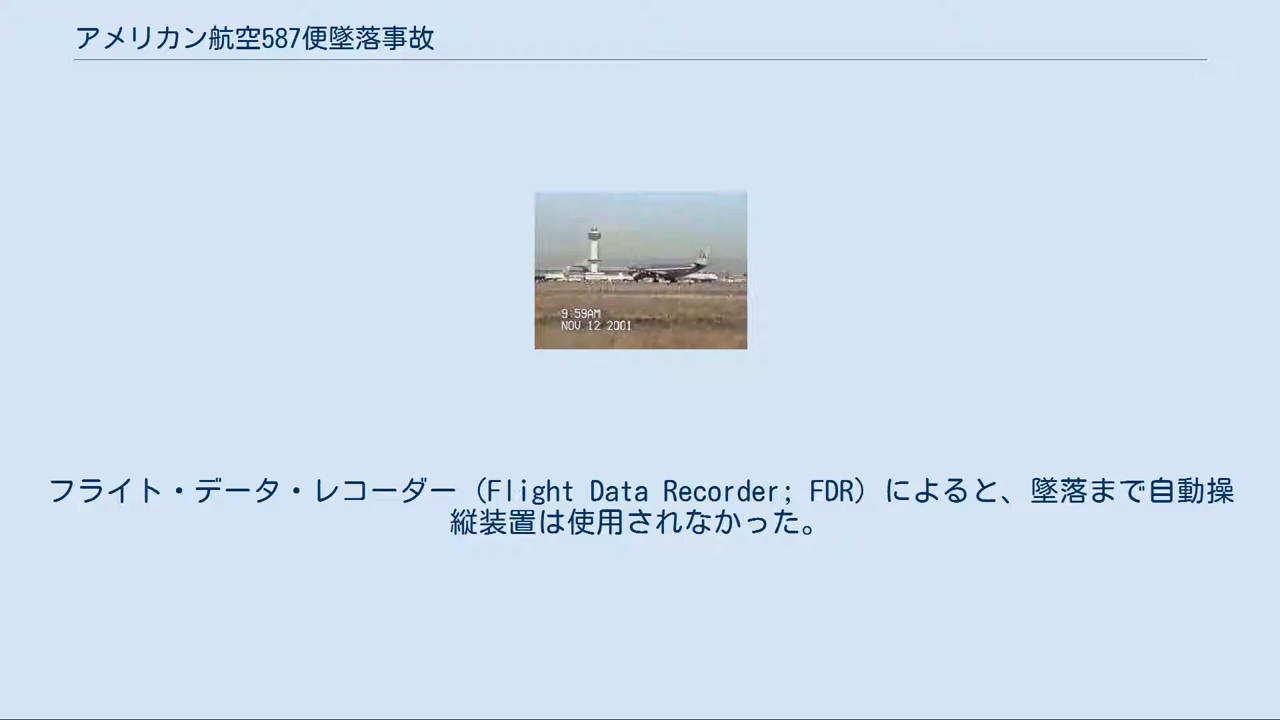 アメリカン航空587便墜落事故
9:59AM
NOV 12 2001
フライト・データ・レコーダー（Flight Data Recorder; FDR）によると、墜落まで自動操
縦装置は使用されなかった。